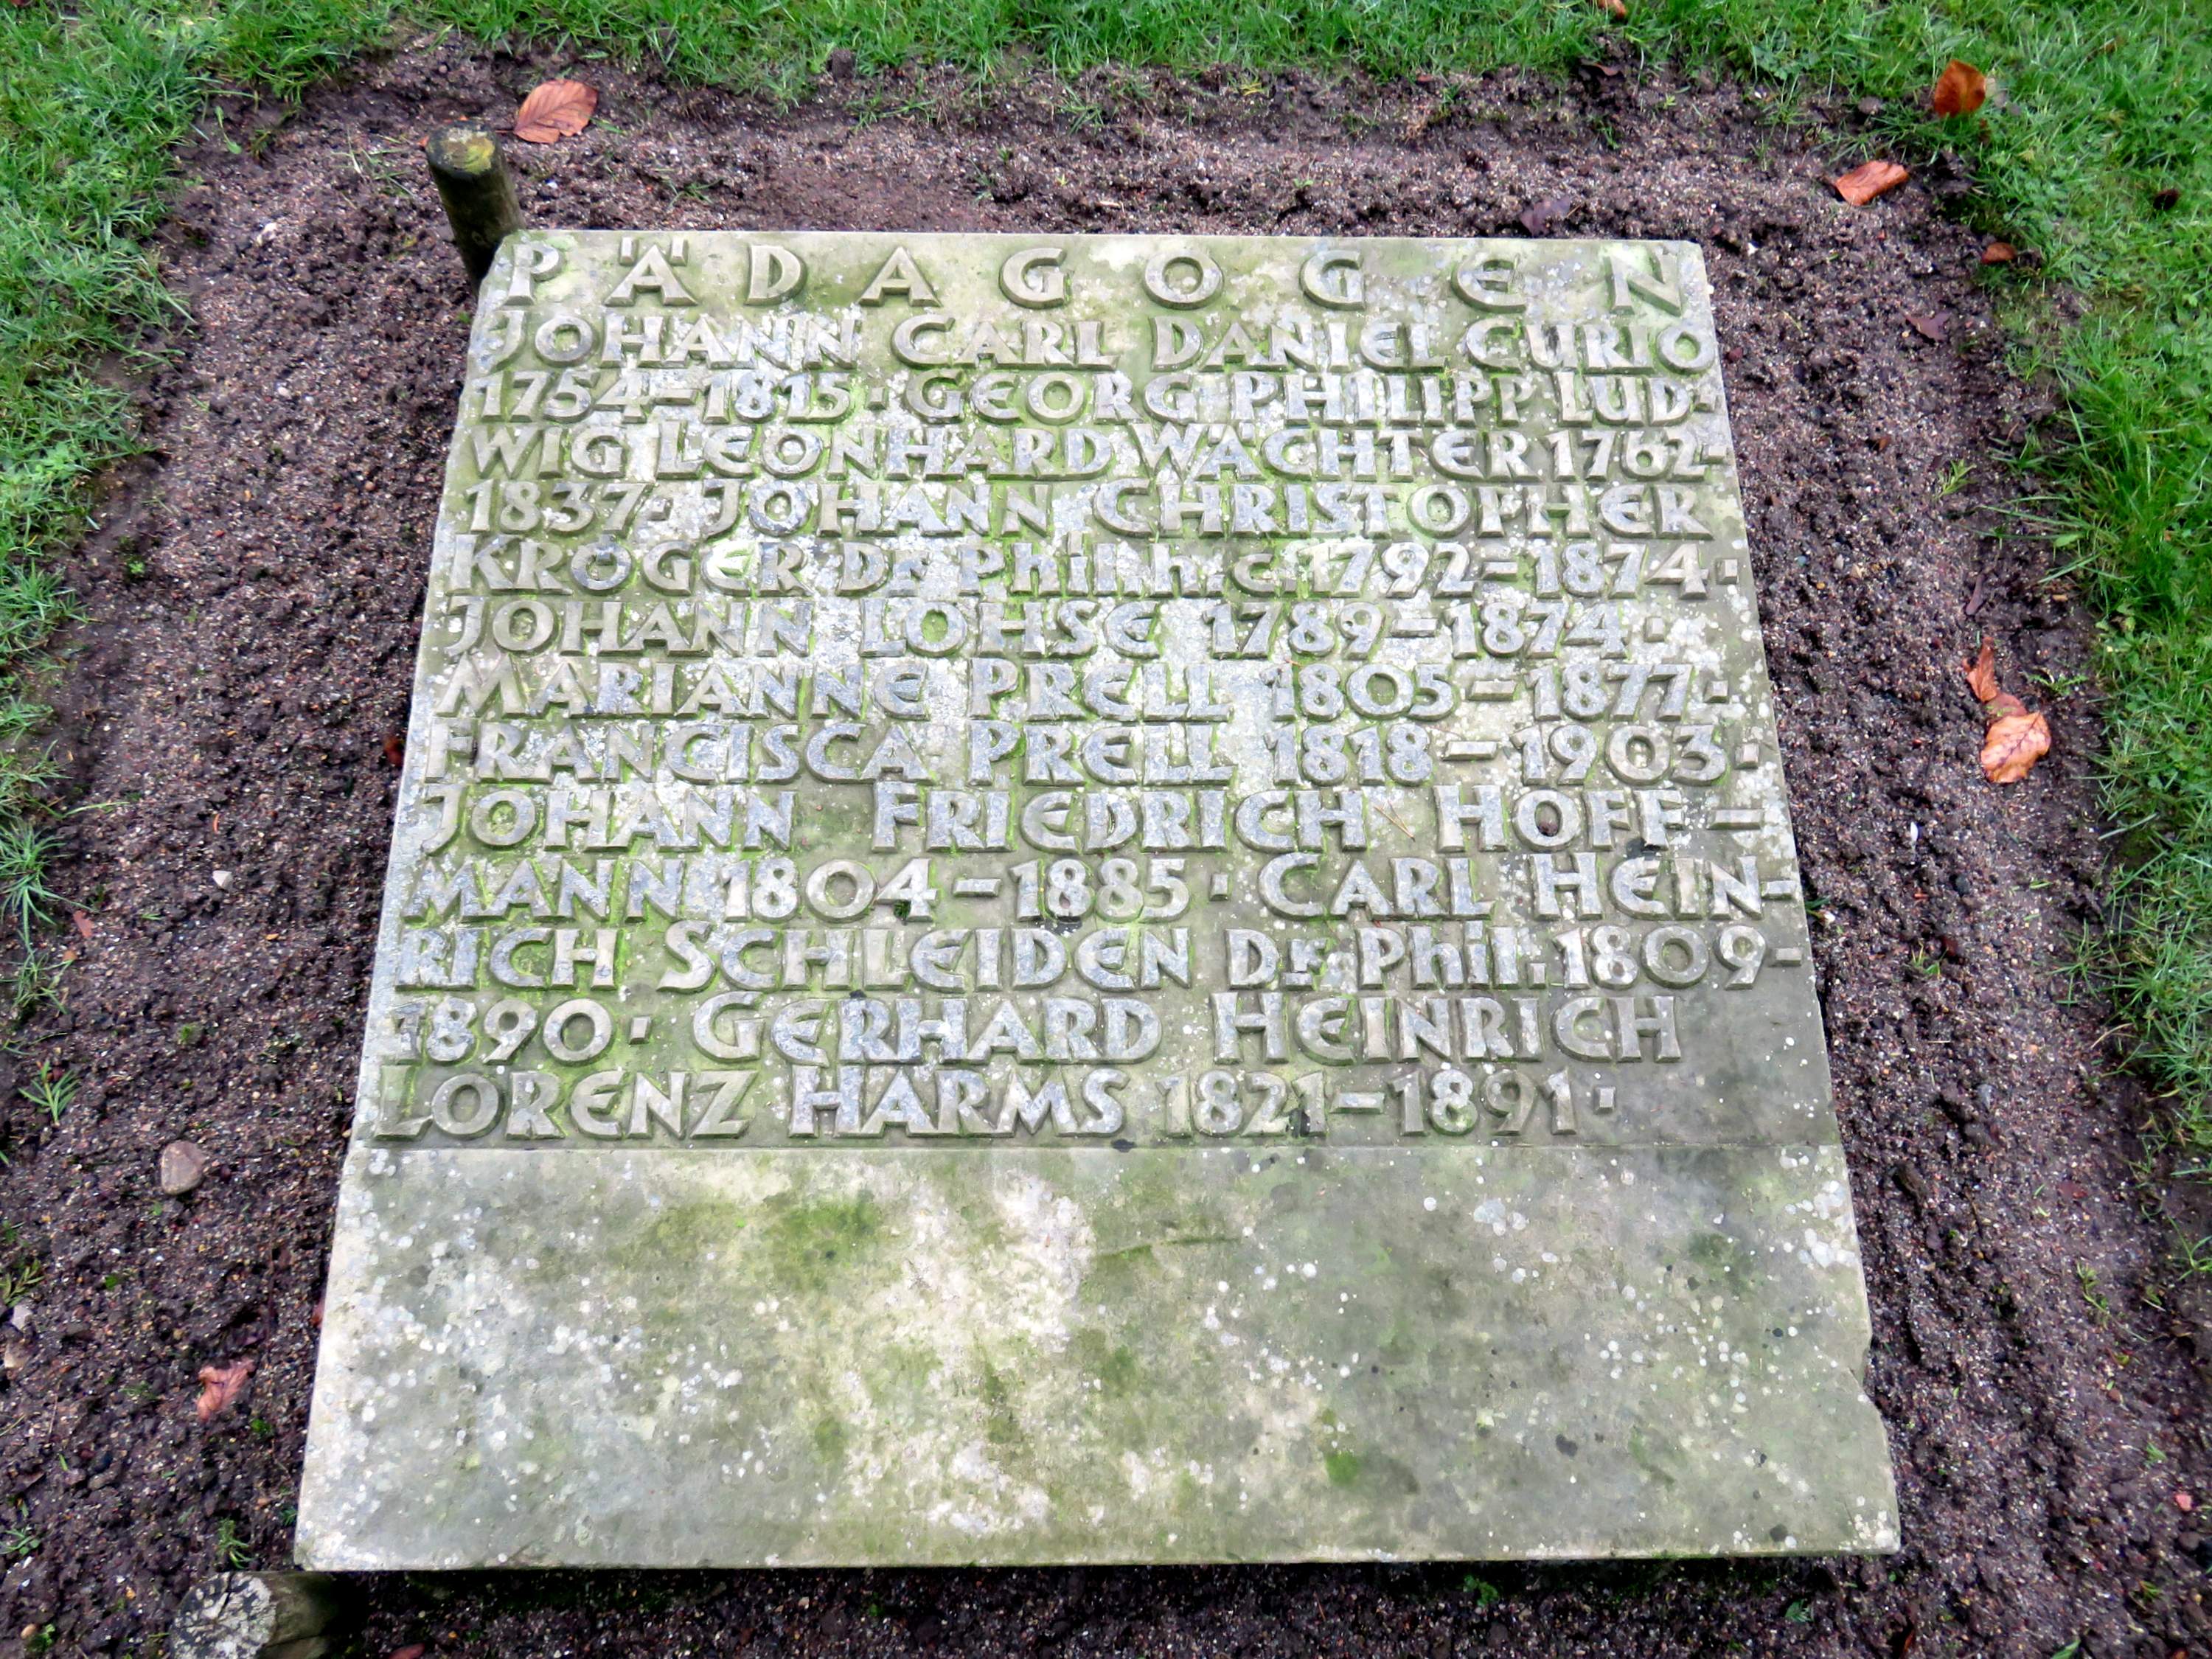 PÄDAGOGEN
JOHANN CARL DANIEL CURIO
1754-1815· GEORG PHILIPP LUD-
WIG LEONHARD WÄCHTER 1762-
1837· JOHANN CHRISTOPHER
KRÖGER Dr. Phil. h. c. 1792-1874·
JOHANN LOHSE 1789-1874·
MARIANNE PRELL 1805-1877·
FRANCISCA PRELL 1818-1903·
JOHANN FRIEDRICH HOFF-
MANN 1804-1885· CARL HEIN-
RICH SCHLEIDEN Dr. Phil. 1809-
1890· GERHARD HEINRICH
LORENZ HARMS 1821-1891·